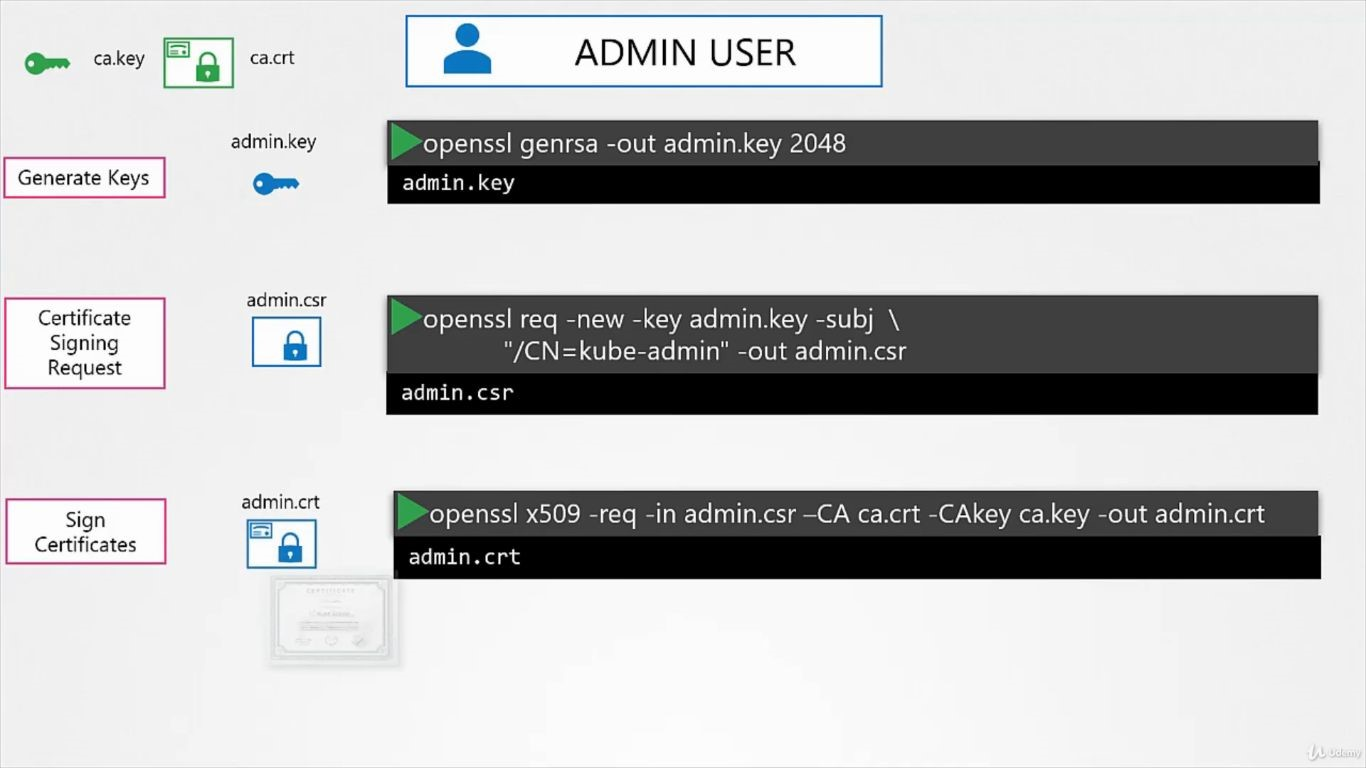 ca.key
ca.crt
ADMIN USER
Generate Keys
admin.key
openssl genrsa -out admin.key 2048
admin.key
Certificate
Signing
Request
admin.csr
openssl req -new -key admin.key -subj \
"/CN=kube-admin" -out admin.csr
admin.csr
Sign
Certificates
admin.crt
openssl x509 -req -in admin.csr –CA ca.crt -CAkey ca.key -out admin.crt
admin.crt
CERTIFICATE
Udemy